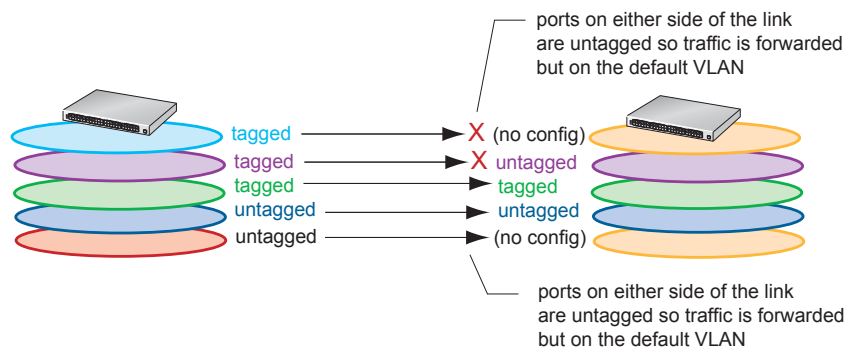 ports on either side of the link
are untagged so traffic is forwarded
but on the default VLAN
tagged X (no config)
tagged X untagged
tagged tagged
untagged untagged
untagged (no config)
ports on either side of the link
are untagged so traffic is forwarded
but on the default VLAN